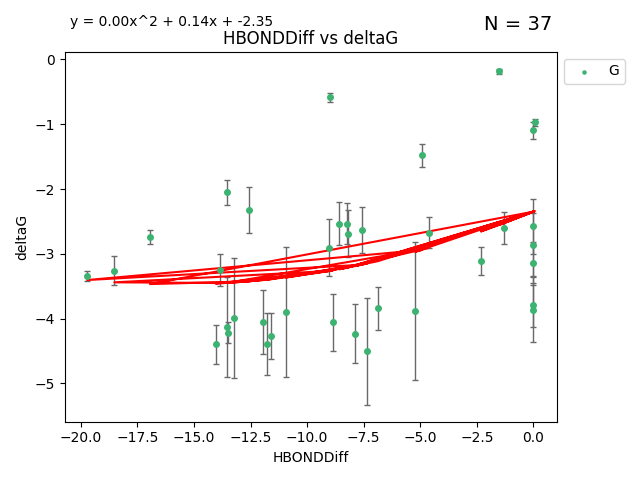 y = 0.00x^2 + 0.14x + -2.35
N = 37
HBONDDiff vs deltaG
G
deltaG
0
−1
−2
−3
−4
−5
−20.0 −17.5 −15.0 −12.5 −10.0 −7.5 −5.0 −2.5 0.0
HBONDDiff